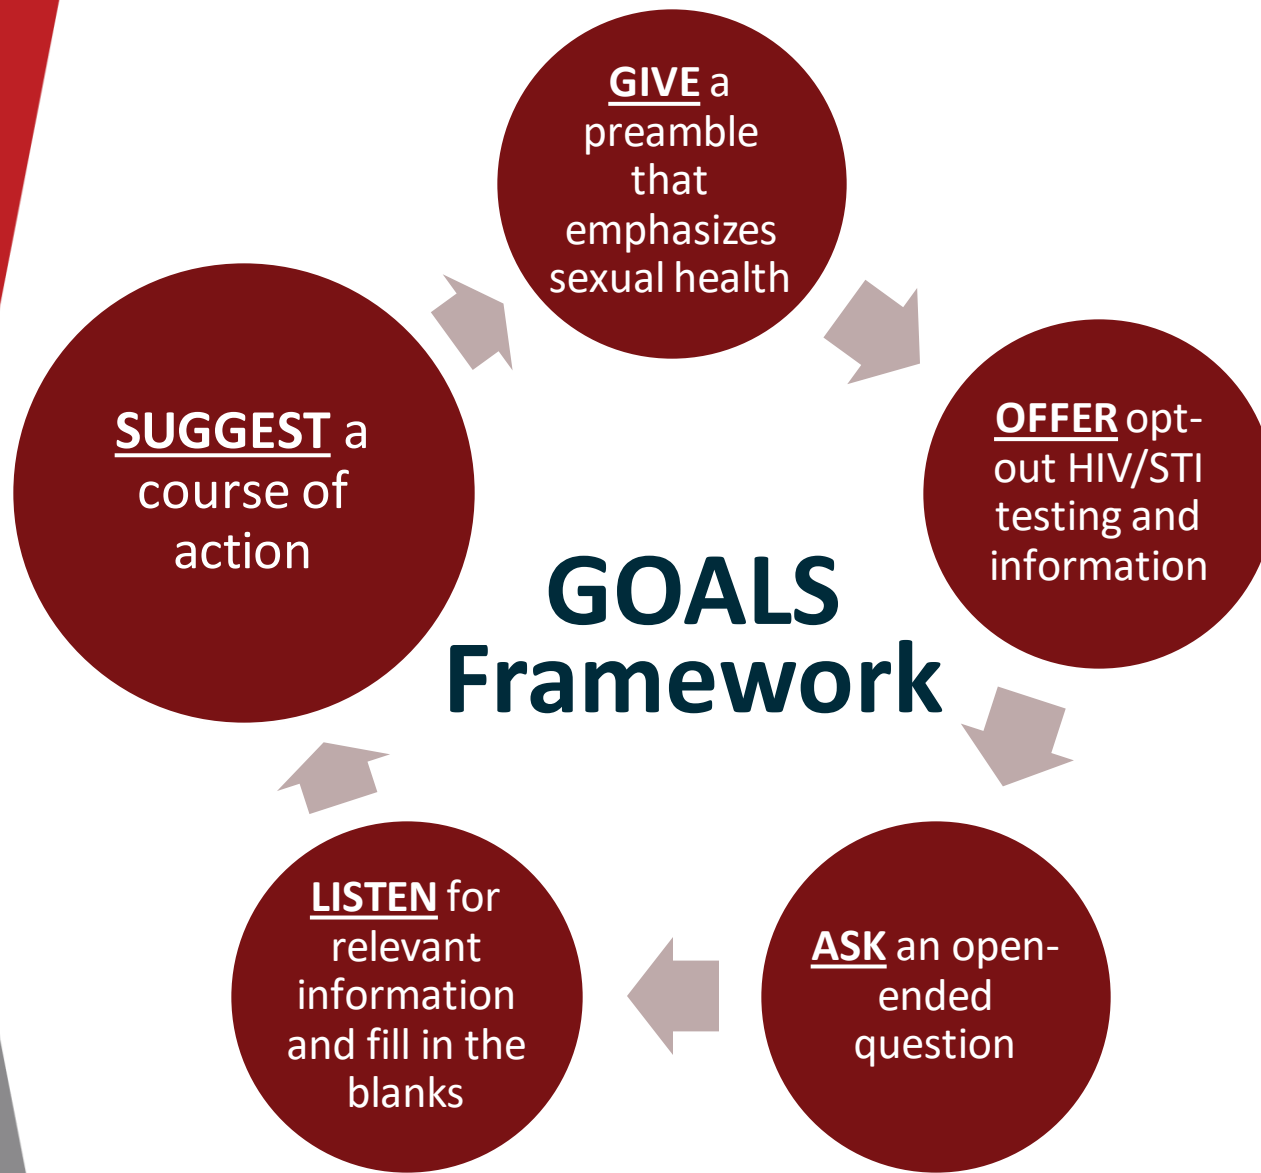 GIVE a
preamble
that
emphasizes
sexual health
OFFER opt-
out HIV/STI
testing and
information
ASK an open-
ended
question
LISTEN for
relevant
information
and fill in the
blanks
SUGGEST a
course of
action
GOALS
Framework